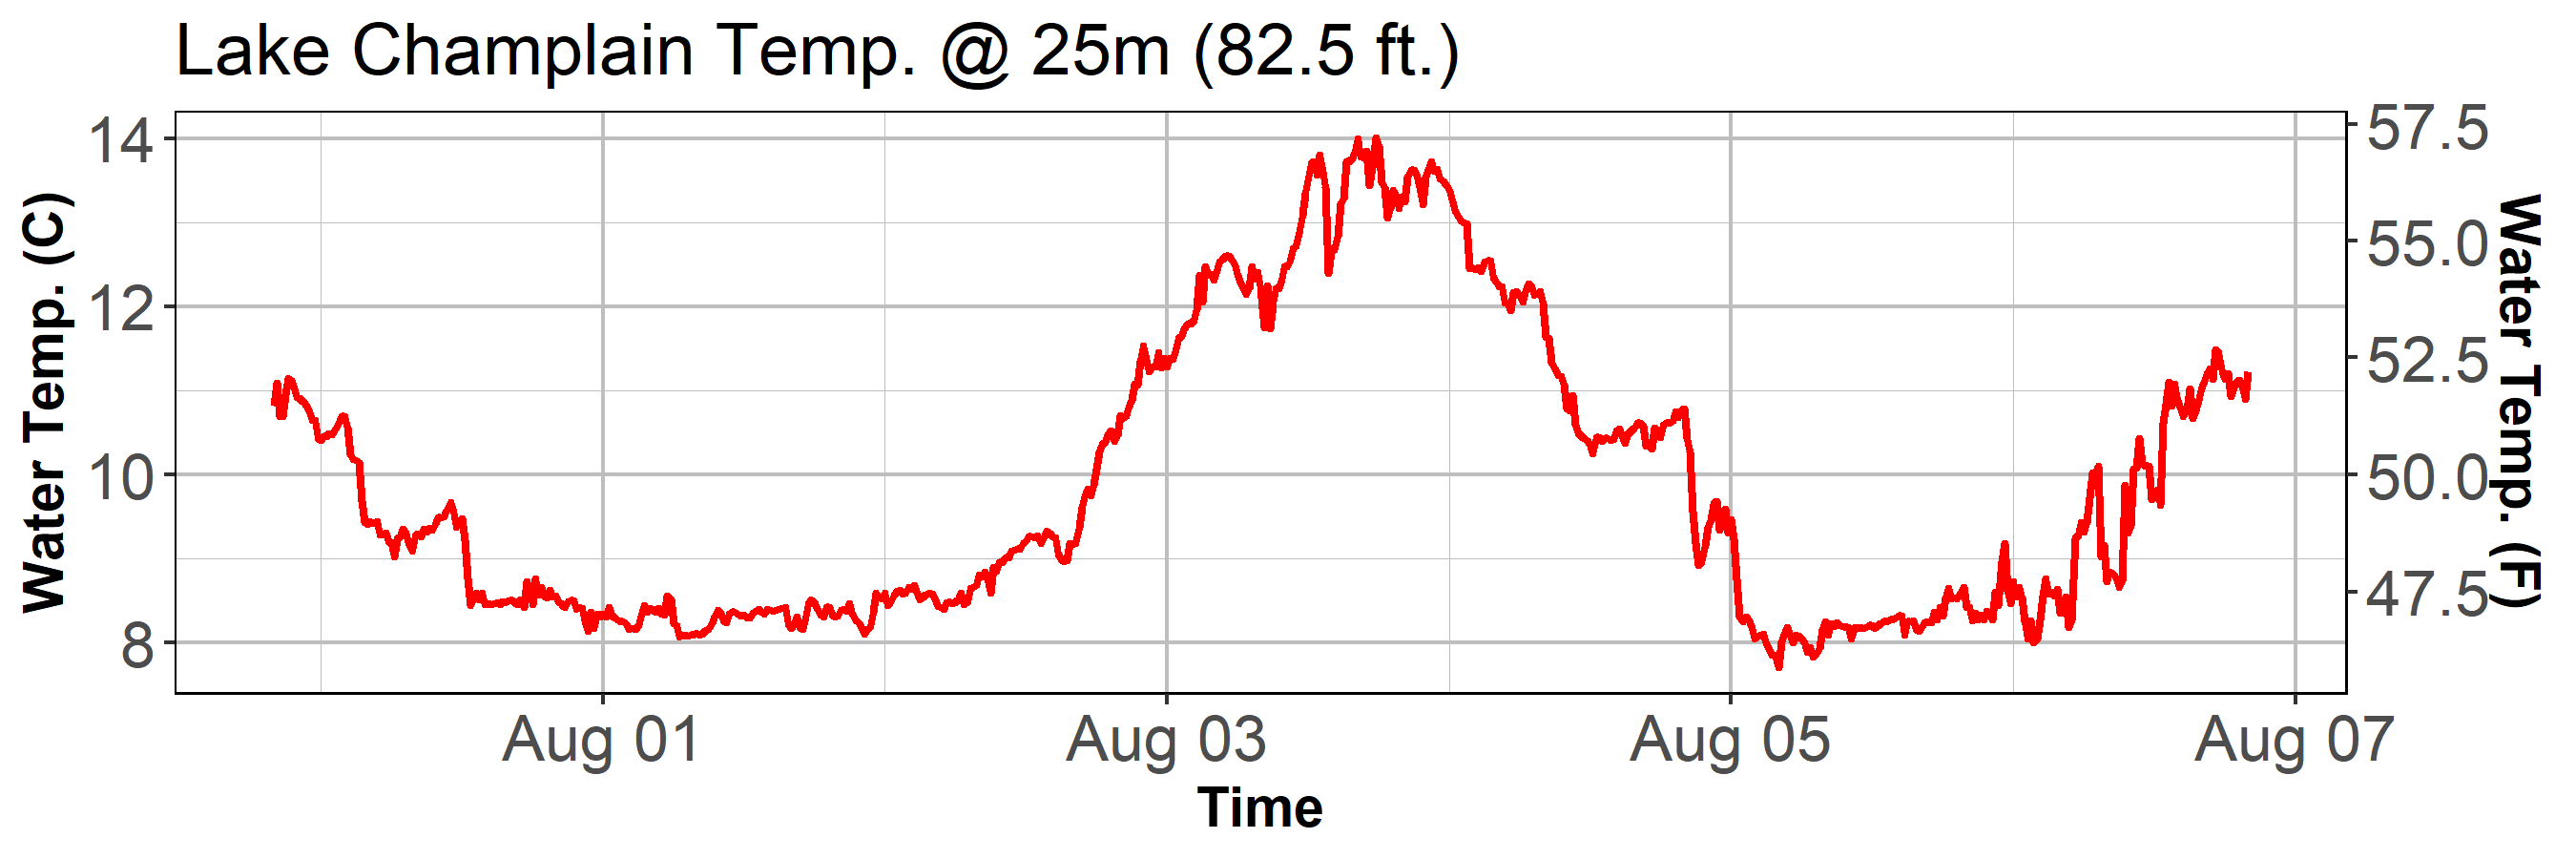 Lake Champlain Temp. @ 25m (82.5 ft.)
Water Temp. (C)
14
12
10
8
57.5
55.0
52.5
50.0
47.5
Water Temp. (F)
Aug 01 Aug 03 Aug 05 Aug 07
Time